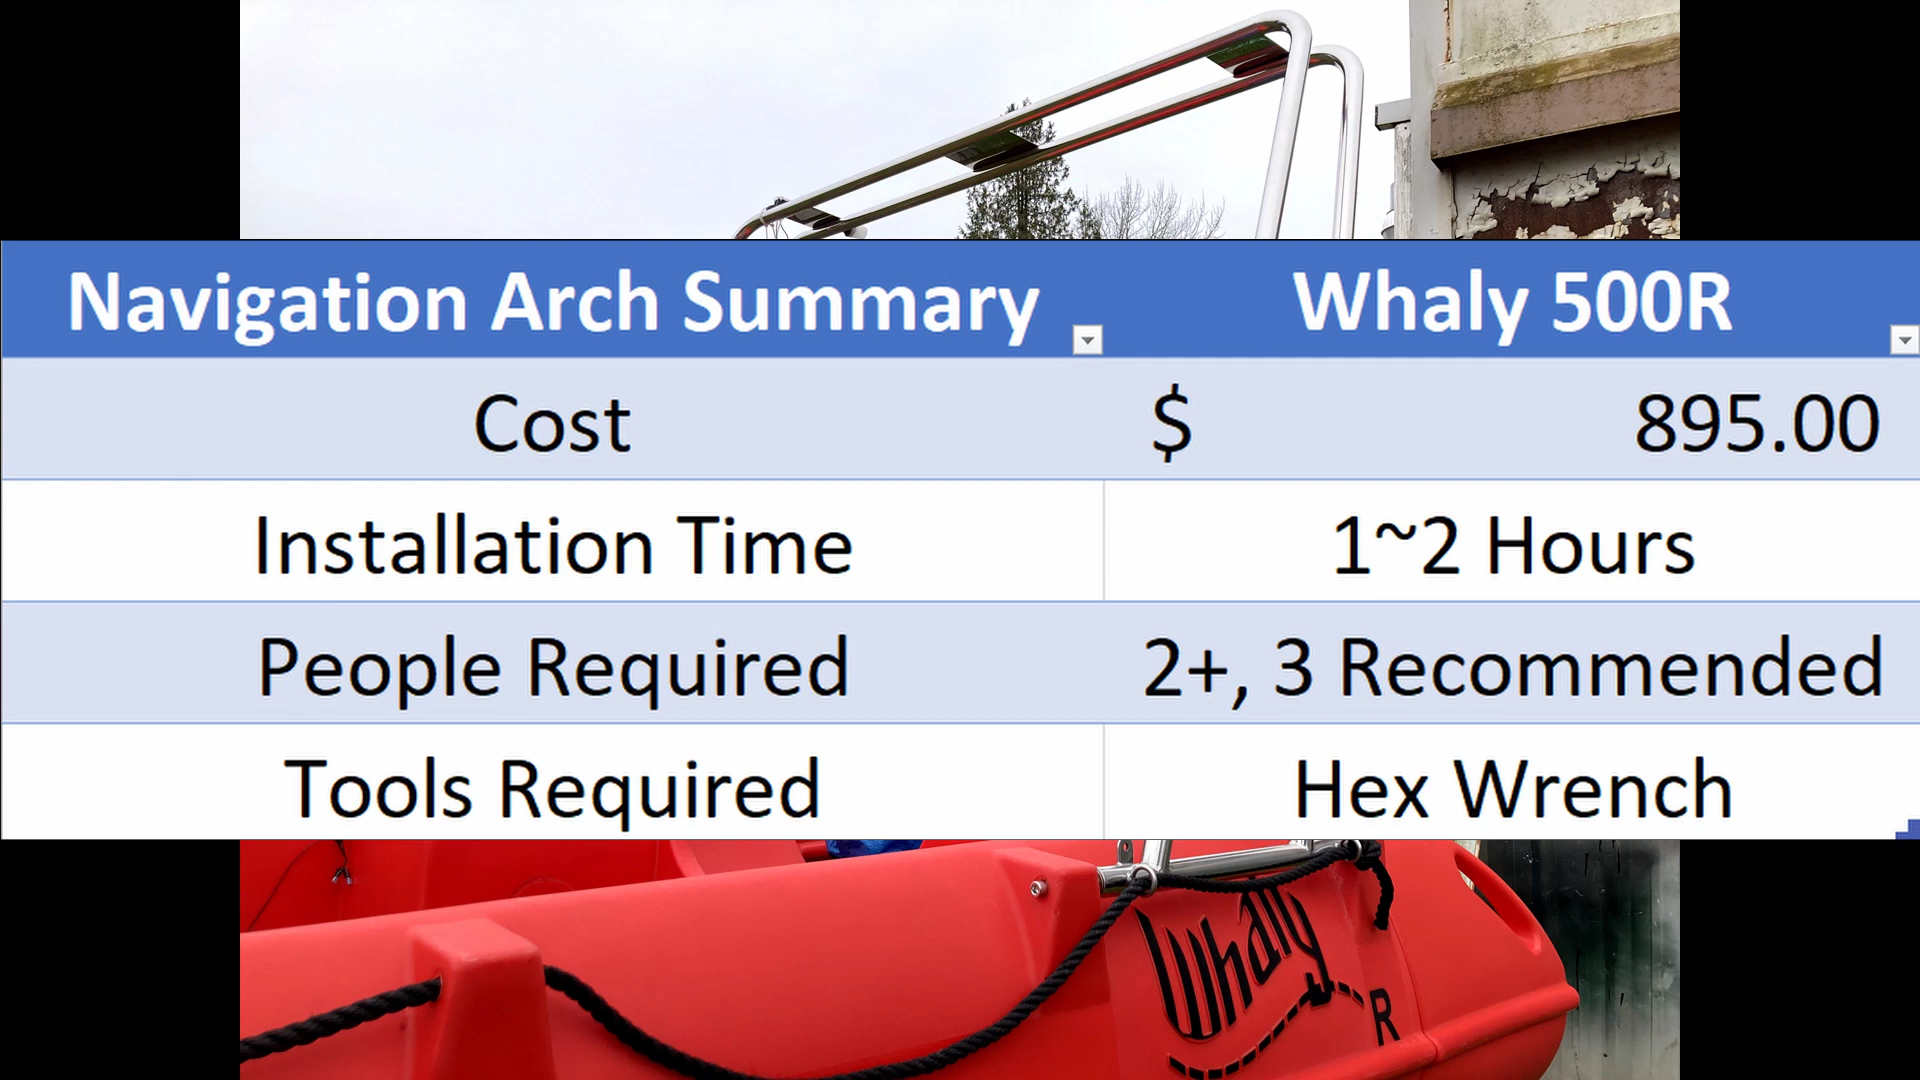 Navigation Arch Summary Whaly 500R
Cost $ 895.00
Installation Time 1~2 Hours
People Required 2+, 3 Recommended
Tools Required Hex Wrench
Whaly
R